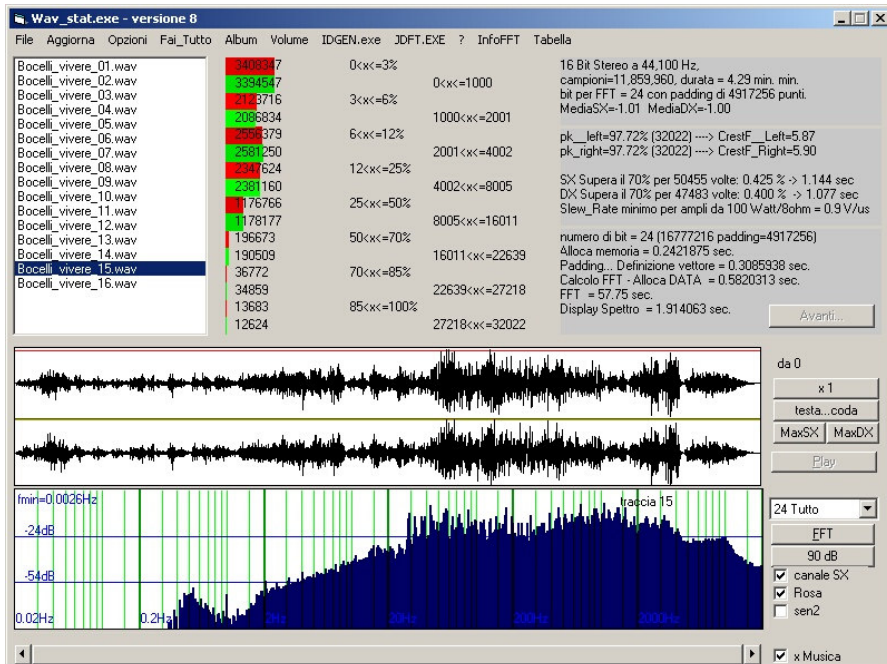 Wav_stat.exe - versione 8
File Aggiorna Opzioni Fai_Tutto Album Volume IDGEN.exe JDFT.EXE ? InfoFFT Tabella
Bocelli_vivere_01.wav
Bocelli_vivere_02.wav
Bocelli_vivere_03.wav
Bocelli_vivere_04.wav
Bocelli_vivere_05.wav
Bocelli_vivere_06.wav
Bocelli_vivere_07.wav
Bocelli_vivere_08.wav
Bocelli_vivere_09.wav
Bocelli_vivere_10.wav
Bocelli_vivere_11.wav
Bocelli_vivere_12.wav
Bocelli_vivere_13.wav
Bocelli_vivere_14.wav
Bocelli_vivere_15.wav
Bocelli_vivere_16.wav
3408347 0<x<=3%
3394547 0<x<=1000
2123716 3<x<=6%
2086834 1000<x<=2001
2556379 6<x<=12%
2581250 2001<x<=4002
2347624 12<x<=25%
2381160 4002<x<=8005
1176766 25<x<=50%
1178177 8005<x<=16011
196673 50<x<=70%
190509 16011<x<=22639
36772 70<x<=85%
34859 22639<x<=27218
13683 85<x<=100%
12624 27218<x<=32022
16 Bit Stereo a 44,100 Hz,
campioni=11,859,960, durata = 4.29 min. min.
bit per FFT = 24 con padding di 4917256 punti.
MediaSX=-1.01 MediaDX=-1.00
pk__left=97.72% (32022) ----> CrestF__Left=5.87
pk_right=97.72% (32022) ----> CrestF_Right=5.90
SX Supera il 70% per 50455 volte: 0.425 % -> 1.144 sec
DX Supera il 70% per 47483 volte: 0.400 % -> 1.077 sec
Slew_Rate minimo per ampli da 100 Watt/8ohm = 0.9 V/us
numero di bit = 24 (16777216 padding=4917256)
Alloca memoria = 0.2421875 sec.
Padding... Definizione vettore = 0.3085938 sec.
Calcolo FFT - Alloca DATA = 0.5820313 sec.
FFT = 57.75 sec.
Display Spettro = 1.914063 sec.
Avanti...
da 0
x 1
testa...coda
MaxSX MaxDX
Play
fmin=0.0026Hz
traccia 15
-24dB
-54dB
0.02Hz 0.2Hz 2Hz 20Hz 200Hz 2000Hz
24 Tutto
FFT
90 dB
canale SX
Rosa
sen2
x Musica